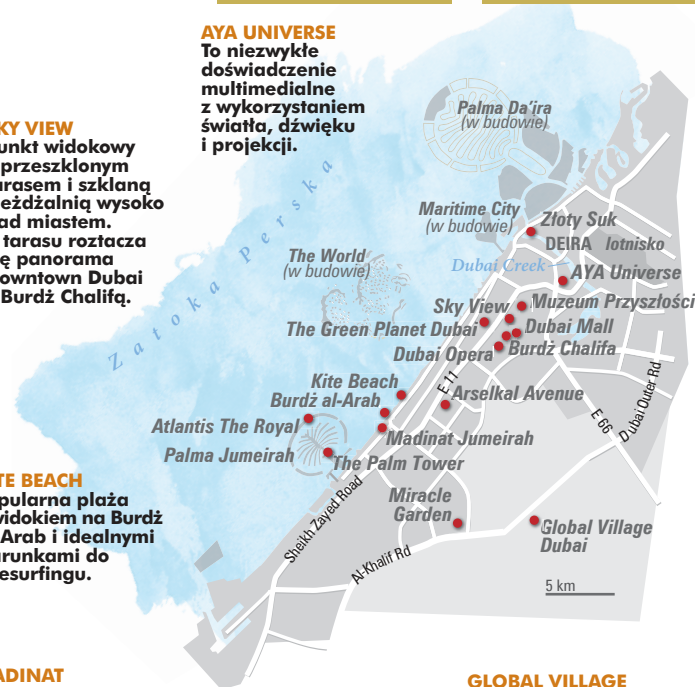 AYA UNIVERSE
To niezwykłe
doświadczenie
multimedialne
z wykorzystaniem
światła, dźwięku
i projekcji.
KY VIEW
unkt widokowy
przeszklonym
arasem i szklaną
eżdżalnią wysoko
ad miastem.
tarasu roztacza
ę panorama
owntown Dubai
Burdż Chalifą.
TE BEACH
pularna plaża
widokiem na Burdż
Arab i idealnymi
arunkami do
esurfingu.
ADINAT
GLOBAL VILLAGE
Zatoka Perska
Palma Da'ira
(w budowie)
Maritime City
(w budowie)
Złoty Suk
DEIRA lotnisko
Dubai Creek
AYA Universe
The World
(w budowie)
Sky View
Muzeum Przyszłości
The Green Planet Dubai
Dubai Mall
Dubai Opera
Burdż Chalifa
Kite Beach
E 11
Arselkal Avenue
Burdż al-Arab
E 66
Dubai Outer Rd
Atlantis The Royal
Madinat Jumeirah
Palma Jumeirah
The Palm Tower
Sheikh Zayed Road
Miracle
Garden
Al-Khalif Rd
Global Village
Dubai
5 km